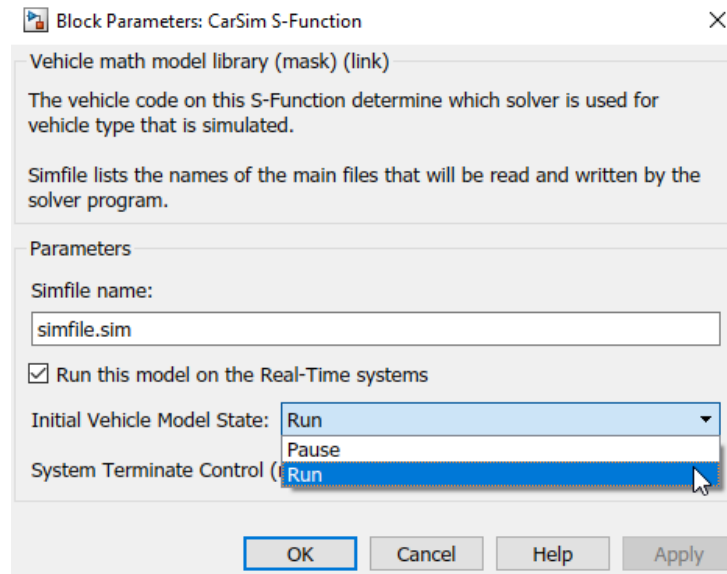 Block Parameters: CarSim S-Function
Vehicle math model library (mask) (link)
The vehicle code on this S-Function determine which solver is used for
vehicle type that is simulated.
Simfile lists the names of the main files that will be read and written by the
solver program.
Parameters
Simfile name:
simfile.sim
Run this model on the Real-Time systems
Initial Vehicle Model State: Run
Pause
System Terminate Control ( Run
OK Cancel Help Apply